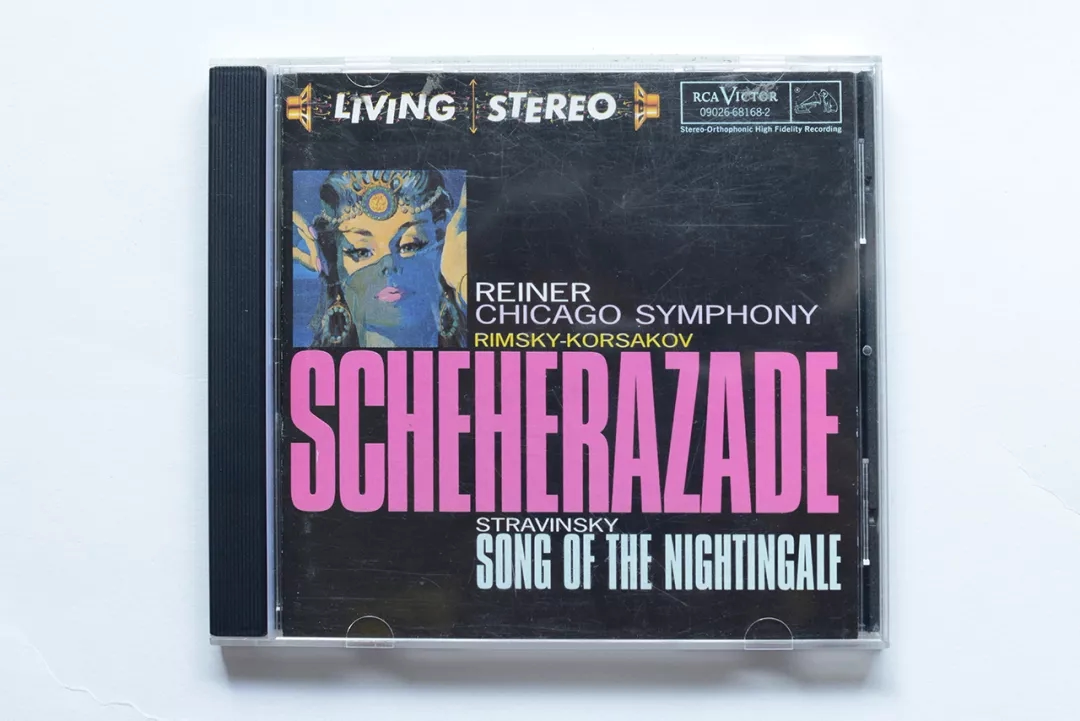 LIVING STEREO
RCA VICTOR
09026-68168-2
Stereo-Orthophonic High Fidelity Recording
REINER
CHICAGO SYMPHONY
RIMSKY-KORSAKOV
SCHEHERAZADE
STRAVINSKY
SONG OF THE NIGHTINGALE